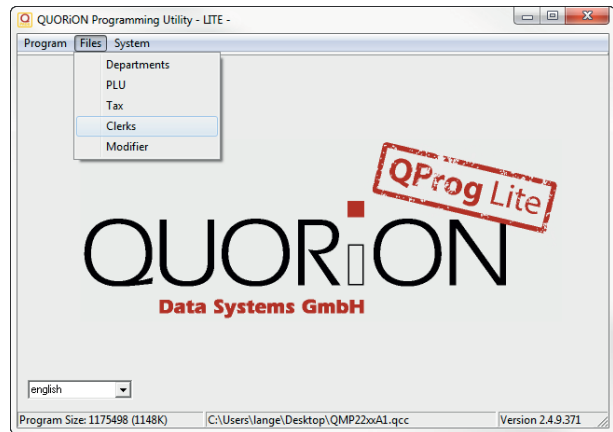 QUORiON Programming Utility - LITE -
Program Files System
Departments
PLU
Tax
Clerks
Modifier
QProg Lite
QUORiON
Data Systems GmbH
english
Program Size: 1175498 (1148K) C:\Users\lange\Desktop\QMP22xxA1.qcc Version 2.4.9.371